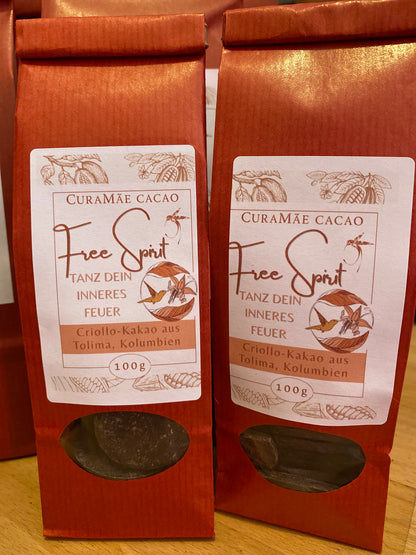 CURAMÃE CACAO
Free Spirit
TANZ DEIN
INNERES
FEUER
Criollo-Kakao aus
Tolima, Kolumbien
100g
CURAMÃE CACAO
Free Spirit
TANZ DEIN
INNERES
FEUER
Criollo-Kakao aus
Tolima, Kolumbien
100g